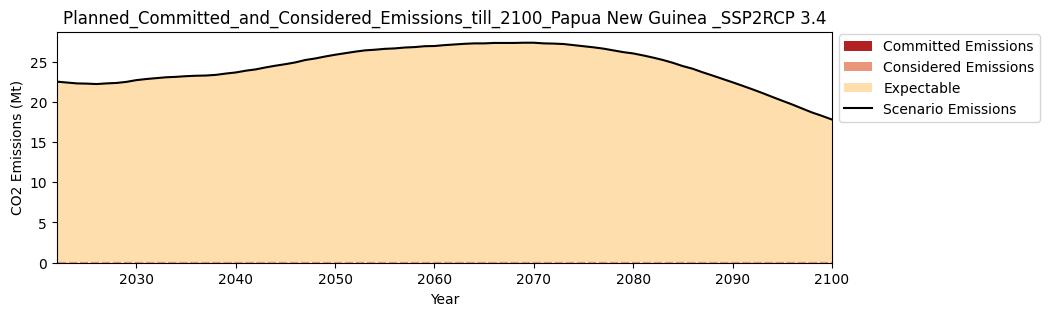 Planned_Committed_and_Considered_Emissions_till_2100_Papua New Guinea _SSP2RCP 3.4
Committed Emissions
Considered Emissions
Expectable
Scenario Emissions
CO2 Emissions (Mt)
25
20
15
10
5
0
2030
2040
2050
2060
2070
2080
2090
2100
Year